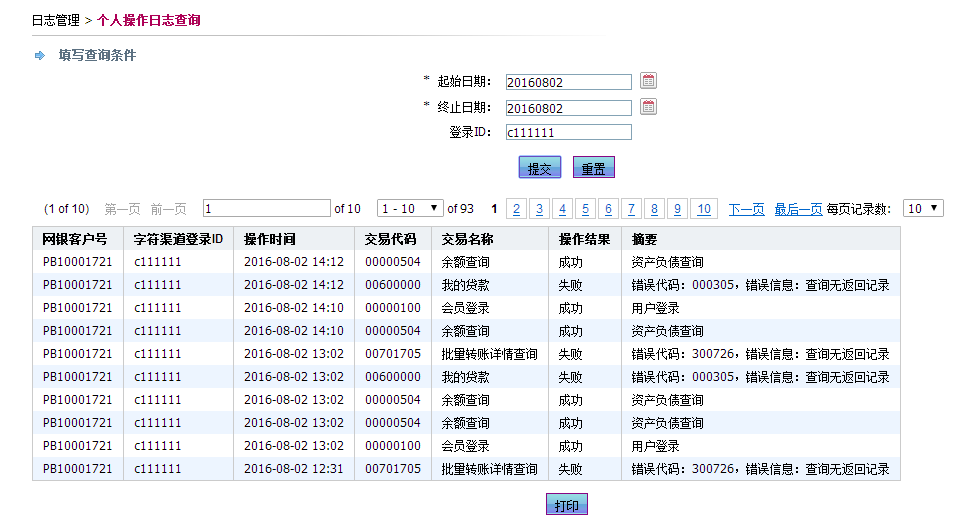 日志管理 > 个人操作日志查询
填写查询条件
* 起始日期： 20160802
* 终止日期： 20160802
登录ID： c111111
提交 重置
(1 of 10) 第一页 前一页 1 of 10 1 - 10 ▼ of 93 1 2 3 4 5 6 7 8 9 10 下一页 最后一页 每页记录数： 10 ▼
网银客户号 字符渠道登录ID 操作时间 交易代码 交易名称 操作结果 摘要
PB10001721 c111111 2016-08-02 14:12 00000504 余额查询 成功 资产负债查询
PB10001721 c111111 2016-08-02 14:12 00600000 我的贷款 失败 错误代码：000305，错误信息：查询无返回记录
PB10001721 c111111 2016-08-02 14:10 00000100 会员登录 成功 用户登录
PB10001721 c111111 2016-08-02 14:10 00000504 余额查询 成功 资产负债查询
PB10001721 c111111 2016-08-02 13:02 00701705 批量转账详情查询 失败 错误代码：300726，错误信息：查询无返回记录
PB10001721 c111111 2016-08-02 13:02 00600000 我的贷款 失败 错误代码：000305，错误信息：查询无返回记录
PB10001721 c111111 2016-08-02 13:02 00000504 余额查询 成功 资产负债查询
PB10001721 c111111 2016-08-02 13:02 00000504 余额查询 成功 资产负债查询
PB10001721 c111111 2016-08-02 13:02 00000100 会员登录 成功 用户登录
PB10001721 c111111 2016-08-02 12:31 00701705 批量转账详情查询 失败 错误代码：300726，错误信息：查询无返回记录
打印